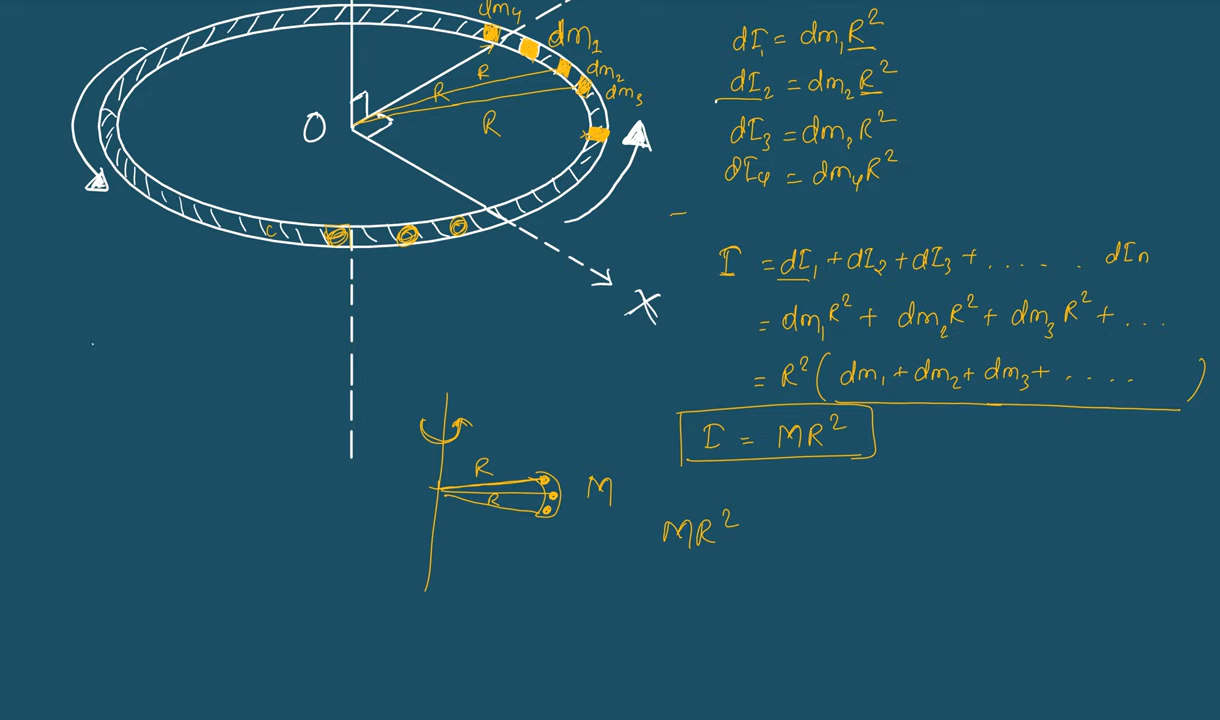 dm4
dm1
dm2
dm3
R
R
R
O
C
X
dI1 = dm1R²
dI2 = dm2R²
dI3 = dm2R²
dI4 = dm4R²
I = dI1 + dI2 + dI3 + ...... dIn
= dm1R² + dm2R² + dm3R² + ...
= R² ( dm1 + dm2 + dm3 + ..... )
I = MR²
R
R
M
MR²